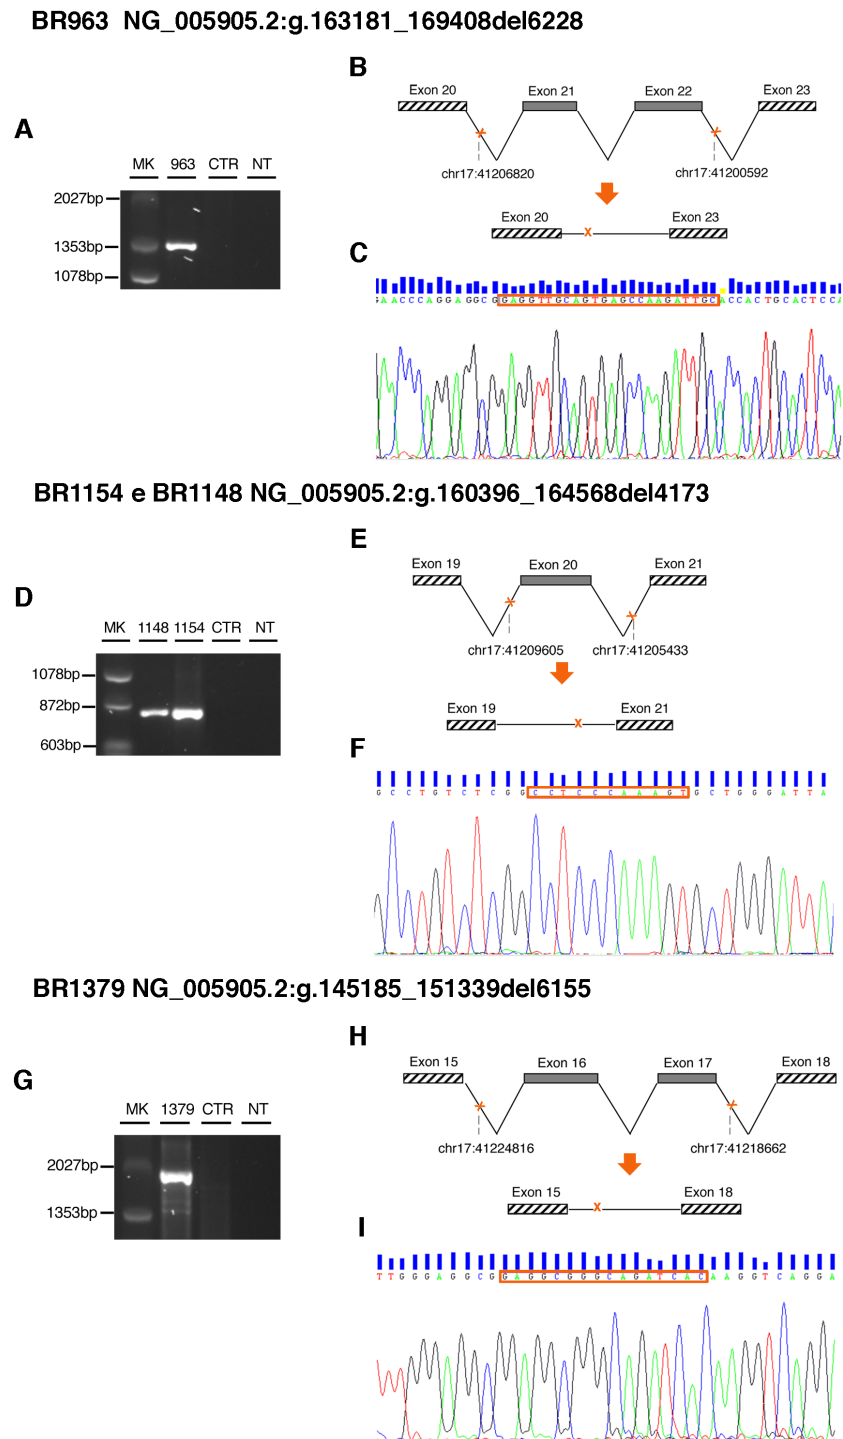 BR963 NG_005905.2:g.163181_169408del6228
B
Exon 20 Exon 21 Exon 22 Exon 23
chr17:41206820 chr17:41200592
Exon 20 Exon 23
A
MK 963 CTR NT
2027bp
1353bp
1078bp
C
GAACCCAGGAGGCGGAGGTTGCAGTGAGCCAAGATTGCACCACTGCACTCCA
BR1154 e BR1148 NG_005905.2:g.160396_164568del4173
E
Exon 19 Exon 20 Exon 21
chr17:41209605 chr17:41205433
Exon 19 Exon 21
D
MK 1148 1154 CTR NT
1078bp
872bp
603bp
F
GCCTGTCTCGGCCTCCCAAAGTGCTGGGATTA
BR1379 NG_005905.2:g.145185_151339del6155
H
Exon 15 Exon 16 Exon 17 Exon 18
chr17:41224816 chr17:41218662
Exon 15 Exon 18
G
MK 1379 CTR NT
2027bp
1353bp
I
TTGGGAGGCGGAGGCGGGCAGATCACAAGGTCAGGA